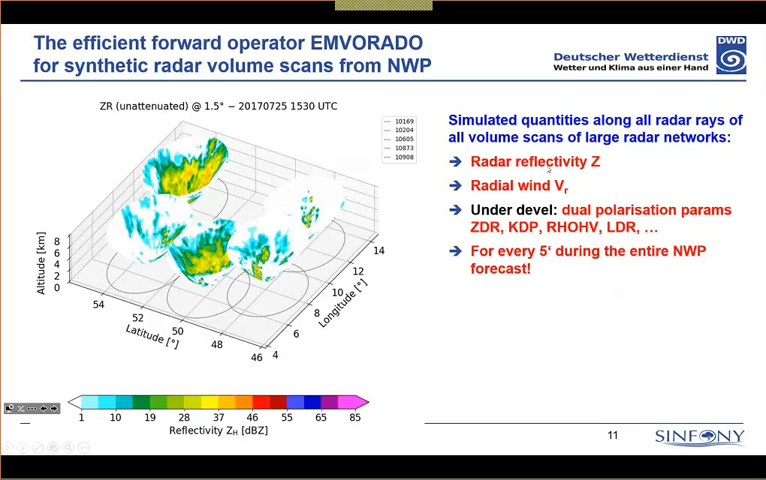 The efficient forward operator EMVORADO
for synthetic radar volume scans from NWP
Deutscher Wetterdienst
Wetter und Klima aus einer Hand
DWD
ZR (unattenuated) @ 1.5° − 20170725 1530 UTC
10169
10204
10605
10873
10908
Altitude [km]
8
6
4
2
0
54
52
50
48
46
Latitude [°]
4
6
8
10
12
14
Longitude [°]
1 10 19 28 37 46 55 65 75 85
Reflectivity ZH [dBZ]
Simulated quantities along all radar rays of
all volume scans of large radar networks:
➔ Radar reflectivity Z
➔ Radial wind Vr
➔ Under devel: dual polarisation params
ZDR, KDP, RHOHV, LDR, ...
➔ For every 5‘ during the entire NWP
forecast!
11
SINFONY